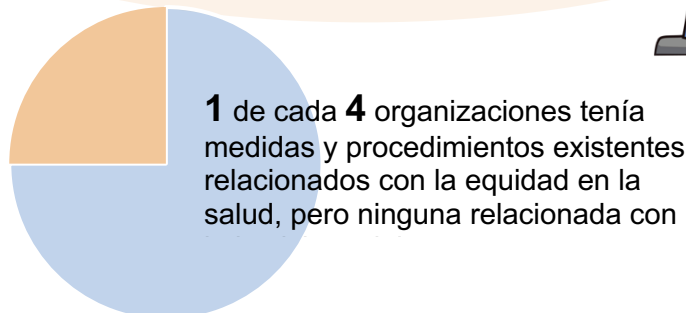 1 de cada 4 organizaciones tenía
medidas y procedimientos existentes
relacionados con la equidad en la
salud, pero ninguna relacionada con